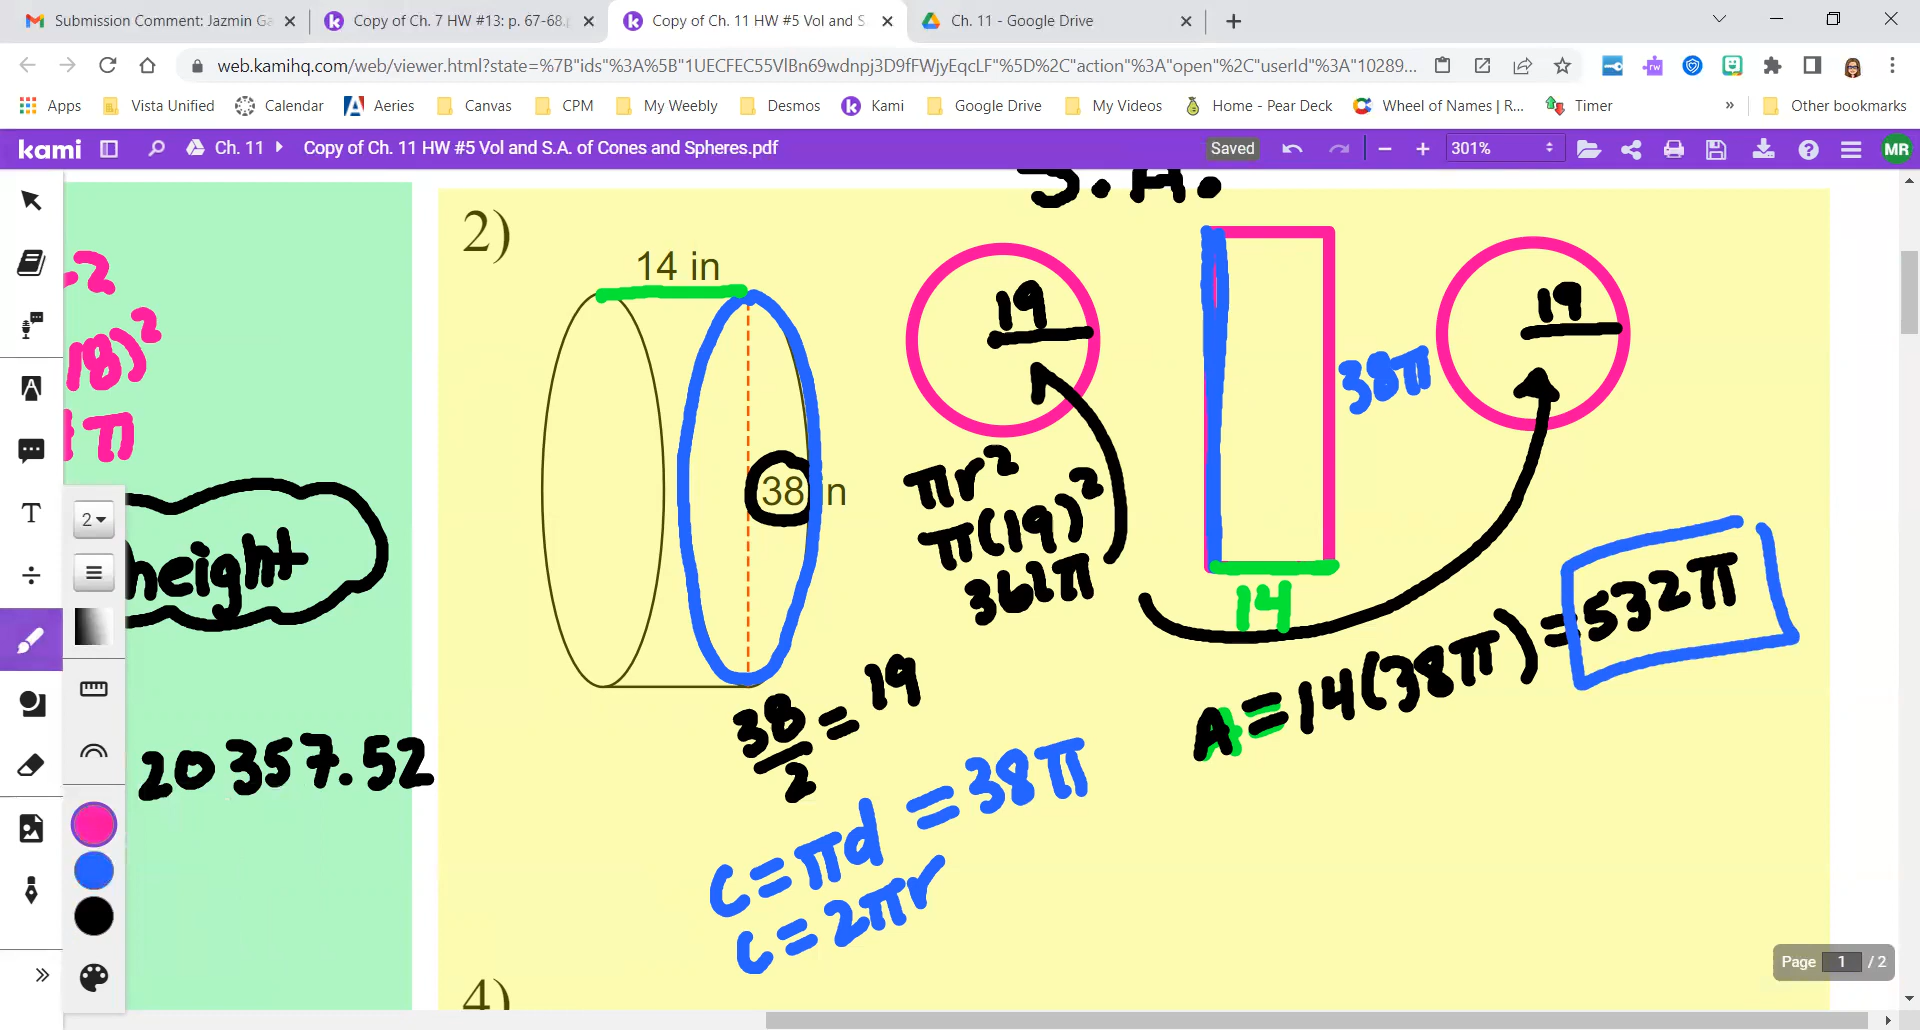 Submission Comment: Jazmin Ga
Copy of Ch. 7 HW #13: p. 67-68.
Copy of Ch. 11 HW #5 Vol and S
Ch. 11 - Google Drive
web.kamihq.com/web/viewer.html?state=%7B"ids"%3A%5B"1UECFEC55VlBn69wdnpj3D9fFWjyEqcLF"%5D%2C"action"%3A"open"%2C"userId"%3A"10289...
Apps
Vista Unified
Calendar
Aeries
Canvas
CPM
My Weebly
Desmos
Kami
Google Drive
My Videos
Home - Pear Deck
Wheel of Names | R...
Timer
»
Other bookmarks
kami
Ch. 11
Copy of Ch. 11 HW #5 Vol and S.A. of Cones and Spheres.pdf
Saved
301%
MR
S.A.
2)
14 in
38 in
19
19
38π
14
πr²
π(19)²
361π
38/2 = 19
C = πd = 38π
C = 2πr
A = 14(38π) = 532π
-2
18)²
π
height
20357.52
2
4)
Page 1 / 2